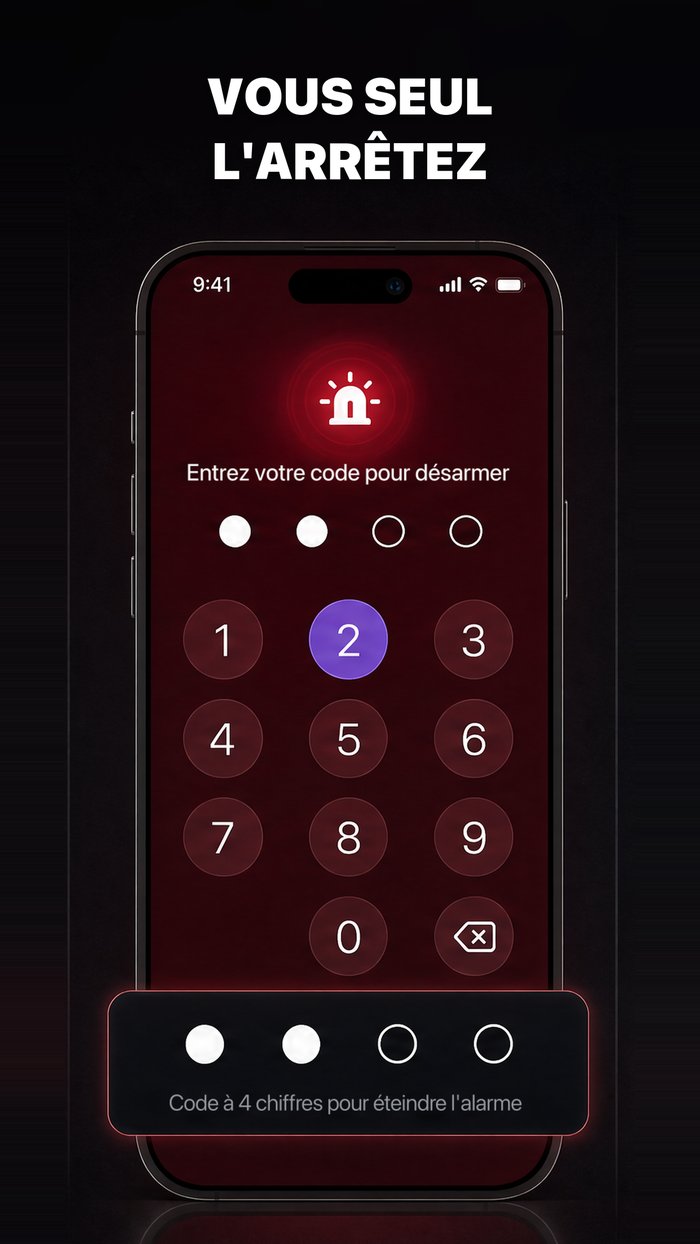 VOUS SEUL
L'ARRÊTEZ
9:41
Entrez votre code pour désarmer
1 2 3
4 5 6
7 8 9
0
Code à 4 chiffres pour éteindre l'alarme